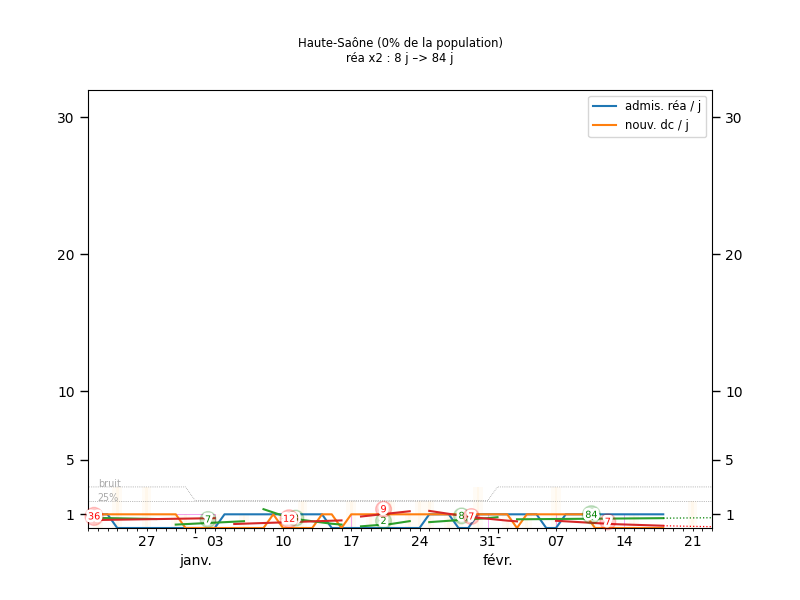 Haute-Saône (0% de la population)
réa x2 : 8 j –> 84 j
admis. réa / j
nouv. dc / j
30 30
20 20
10 10
5 5
bruit
25%
1 36 7 12 9 2 8 7 84 7 1
27 - 03 10 17 24 31 - 07 14 21
janv. févr.